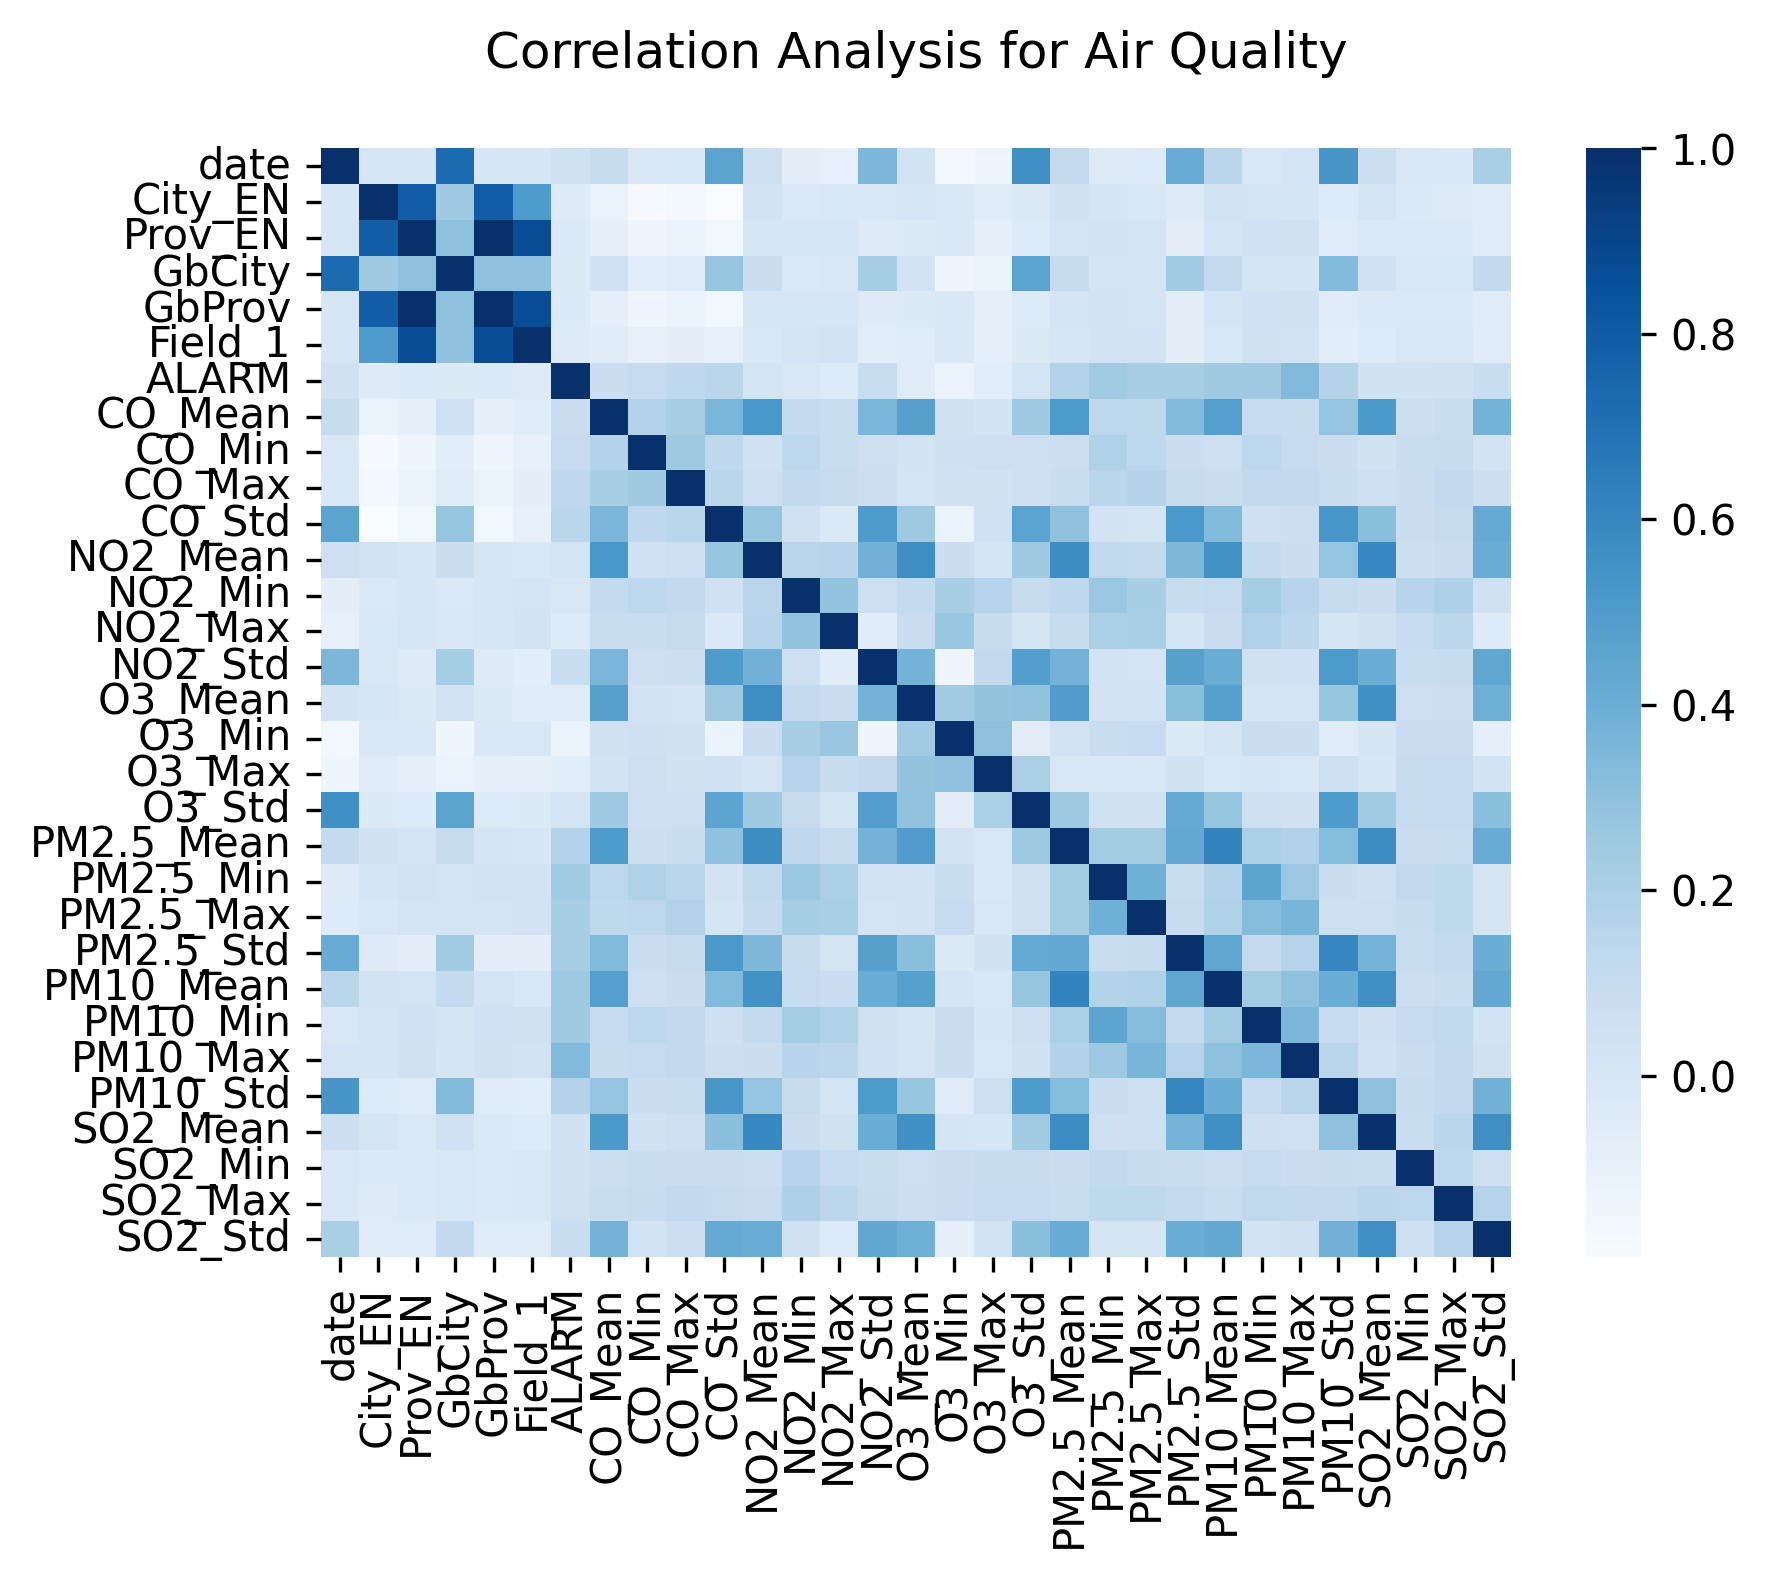 Correlation Analysis for Air Quality
date
City_EN
Prov_EN
GbCity
GbProv
Field_1
ALARM
CO_Mean
CO_Min
CO_Max
CO_Std
NO2_Mean
NO2_Min
NO2_Max
NO2_Std
O3_Mean
O3_Min
O3_Max
O3_Std
PM2.5_Mean
PM2.5_Min
PM2.5_Max
PM2.5_Std
PM10_Mean
PM10_Min
PM10_Max
PM10_Std
SO2_Mean
SO2_Min
SO2_Max
SO2_Std
date
City_EN
Prov_EN
GbCity
GbProv
Field_1
ALARM
CO_Mean
CO_Min
CO_Max
CO_Std
NO2_Mean
NO2_Min
NO2_Max
NO2_Std
O3_Mean
O3_Min
O3_Max
O3_Std
PM2.5_Mean
PM2.5_Min
PM2.5_Max
PM2.5_Std
PM10_Mean
PM10_Min
PM10_Max
PM10_Std
SO2_Mean
SO2_Min
SO2_Max
SO2_Std
1.0
0.8
0.6
0.4
0.2
0.0